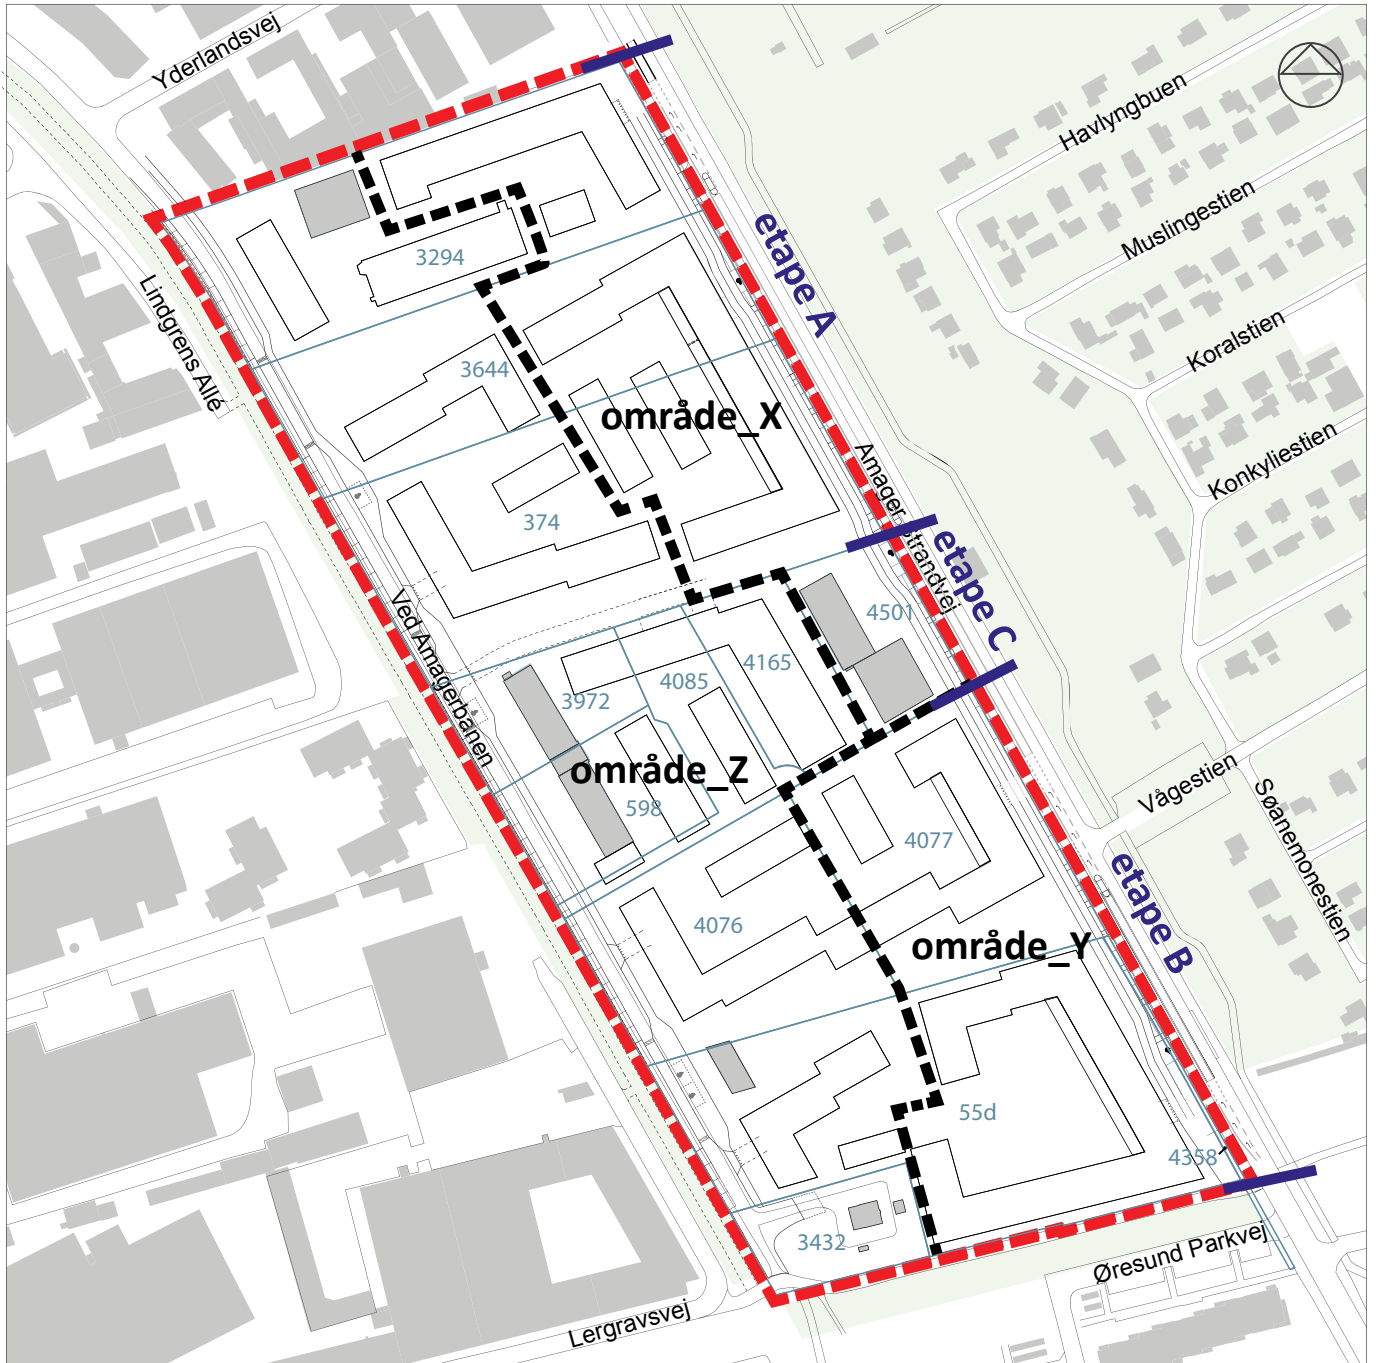 Yderlandsvej
Havlyngbuen
Muslingestien
etape A
Lindgrens Allé
3294
Koralstien
3644
område_X
Konkyliestien
Amager Strandvej
374
etape C
Ved Amagerbanen
4501
4165
4085
3972
område_Z
598
Vågestien
Søanemonestien
4077
etape B
4076
område_Y
55d
4358
3432
Øresund Parkvej
Lergravsvej